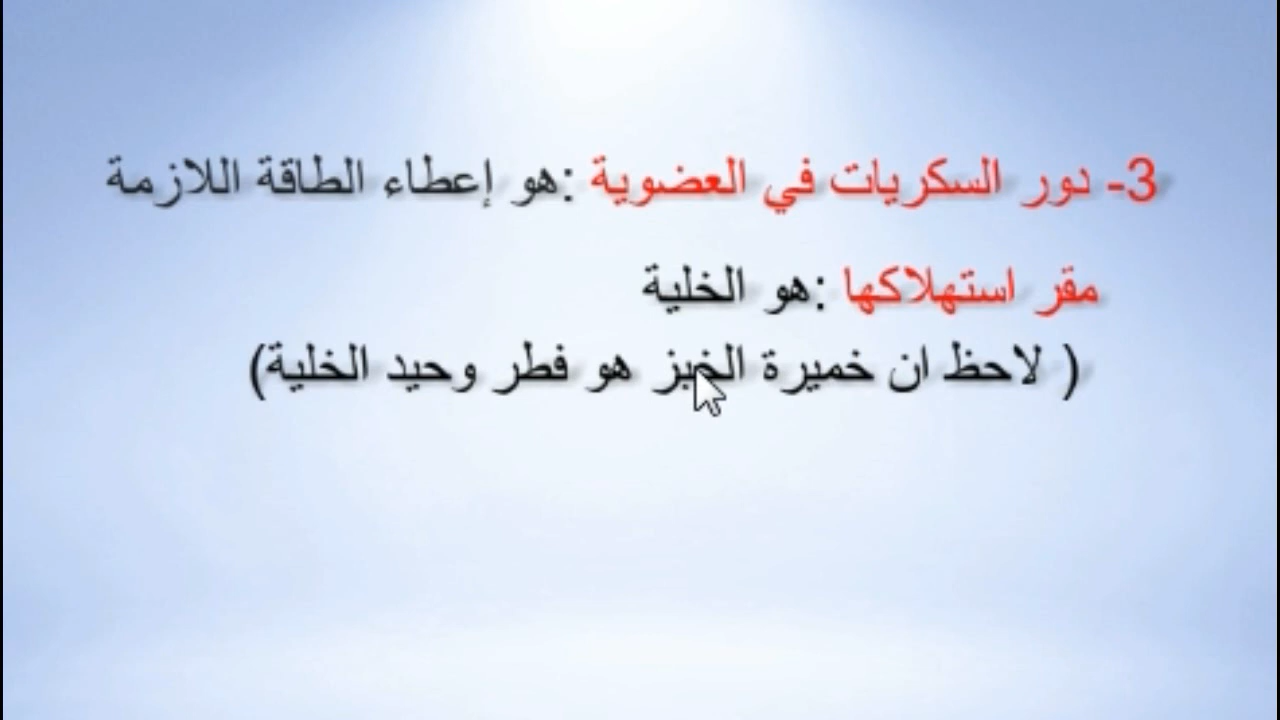 3- دور السكريات في العضوية :هو إعطاء الطاقة اللازمة
مقر استهلاكها :هو الخلية
( لاحظ ان خميرة الخبز هو فطر وحيد الخلية)